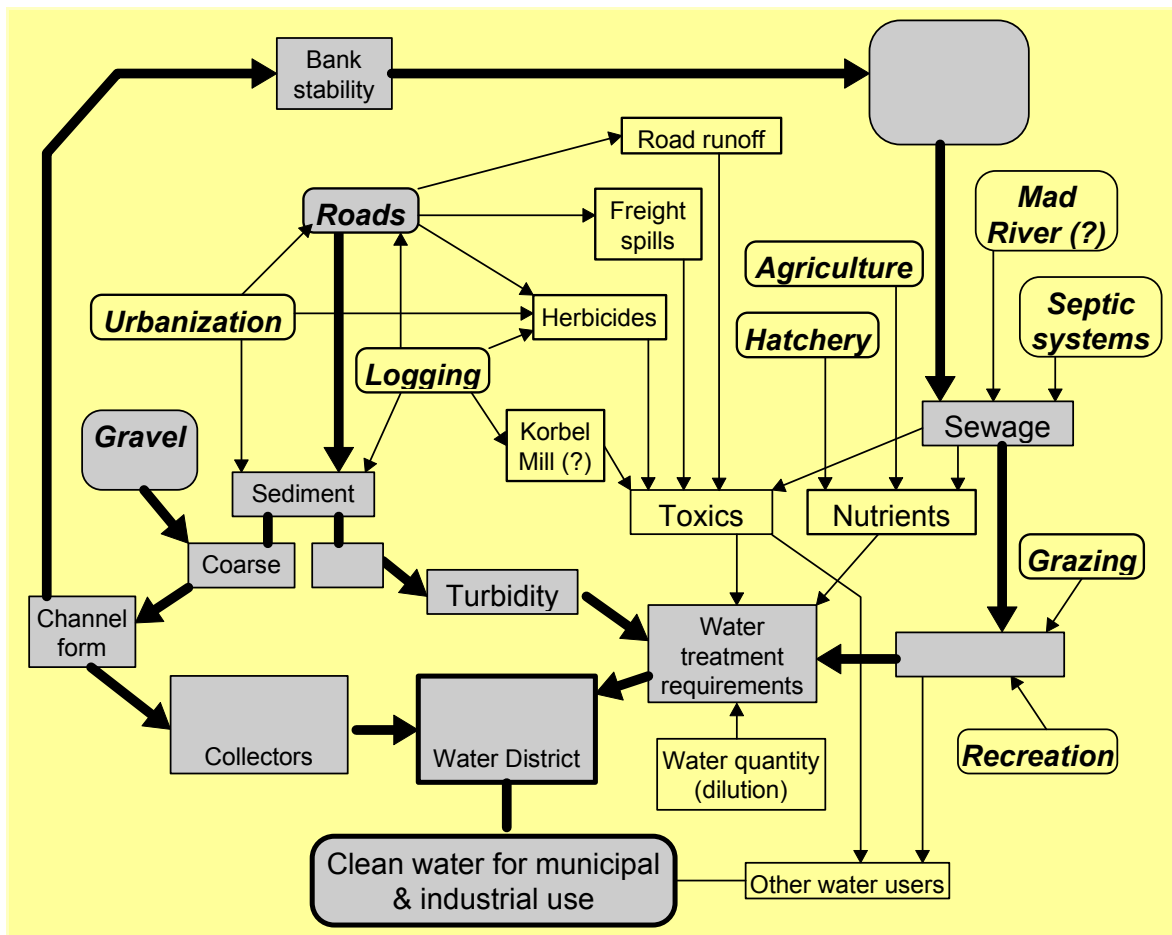 Bank
stability
Road runoff
Roads
Freight
spills
Mad
River (?)
Agriculture
Septic
systems
Urbanization
Herbicides
Hatchery
Logging
Gravel
Korbel
Mill (?)
Sewage
Sediment
Toxics
Nutrients
Coarse
Grazing
Turbidity
Channel
form
Water
treatment
requirements
Collectors
Water District
Water quantity
(dilution)
Recreation
Clean water for municipal
& industrial use
Other water users